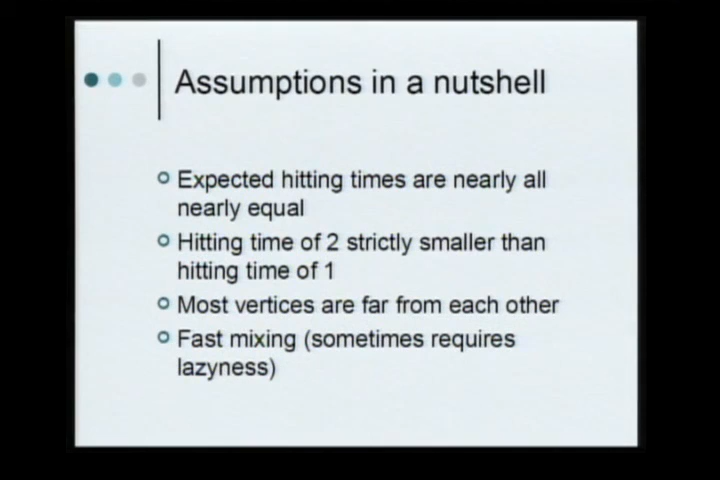 Assumptions in a nutshell
Expected hitting times are nearly all
nearly equal
Hitting time of 2 strictly smaller than
hitting time of 1
Most vertices are far from each other
Fast mixing (sometimes requires
lazyness)